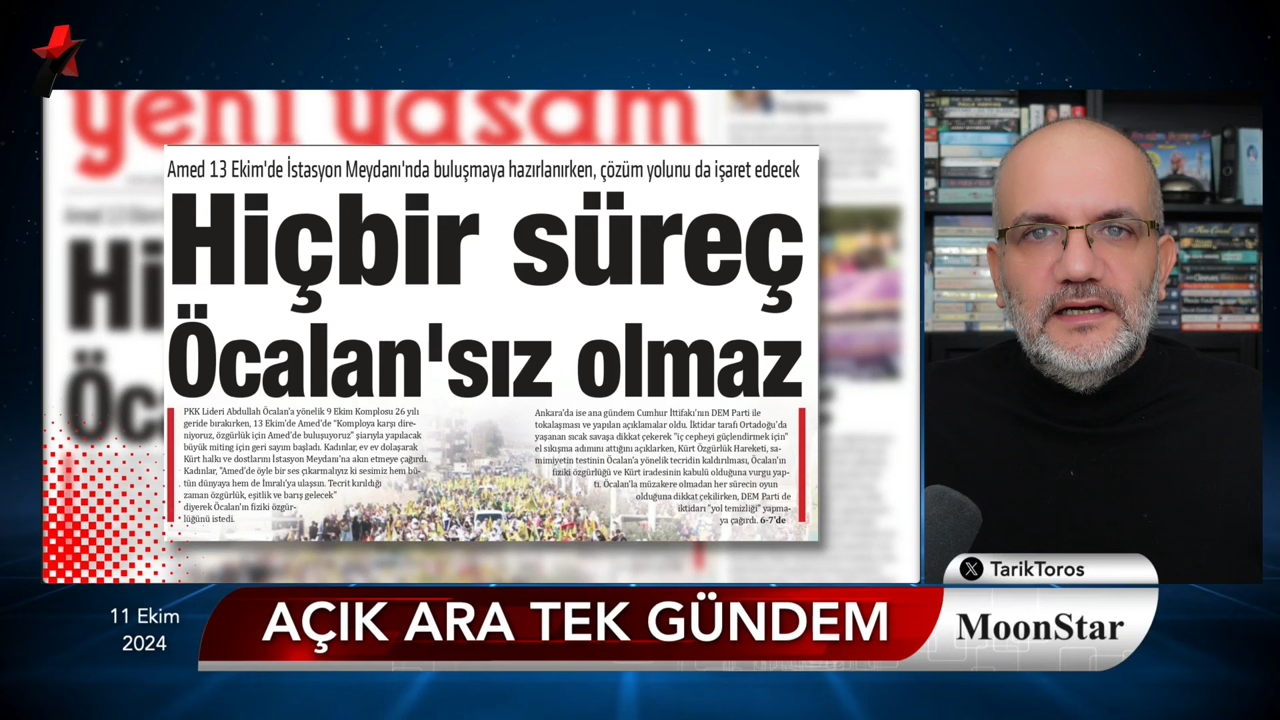 yeni yaşam
Amed 13 Ekim'de İstasyon Meydanı'nda buluşmaya hazırlanırken, çözüm yolunu da işaret edecek
Hiçbir süreç
Öcalan'sız olmaz
PKK Lideri Abdullah Öcalan'a yönelik 9 Ekim Komplosu 26 yılı
geride bırakırken, 13 Ekim'de Amed'de "Komploya karşı dire-
niyoruz, özgürlük için Amed'de buluşuyoruz" şiarıyla yapılacak
büyük miting için geri sayım başladı. Kadınlar, ev ev dolaşarak
Kürt halkı ve dostlarını İstasyon Meydanı'na akın etmeye çağırdı.
Kadınlar, "Amed'de öyle bir ses çıkarmalıyız ki sesimiz hem bü-
tün dünyaya hem de İmralı'ya ulaşsın. Tecrit kırıldığı
zaman özgürlük, eşitlik ve barış gelecek"
diyerek Öcalan'ın fiziki özgür-
lüğünü istedi.
Ankara'da ise ana gündem Cumhur İttifakı'nın DEM Parti ile
tokalaşması ve yapılan açıklamalar oldu. İktidar tarafı Ortadoğu'da
yaşanan sıcak savaşa dikkat çekerek "iç cepheyi güçlendirmek için"
el sıkışma adımını attığını açıklarken, Kürt Özgürlük Hareketi, sa-
mimiyetin testinin Öcalan'a yönelik tecridin kaldırılması, Öcalan'ın
fiziki özgürlüğü ve Kürt iradesinin kabulü olduğuna vurgu yap-
tı. Öcalan'la müzakere olmadan her sürecin oyun
olduğuna dikkat çekilirken, DEM Parti de
iktidarı "yol temizliği" yapma-
ya çağırdı. 6-7'de
TarikToros
MoonStar
11 Ekim
2024
AÇIK ARA TEK GÜNDEM